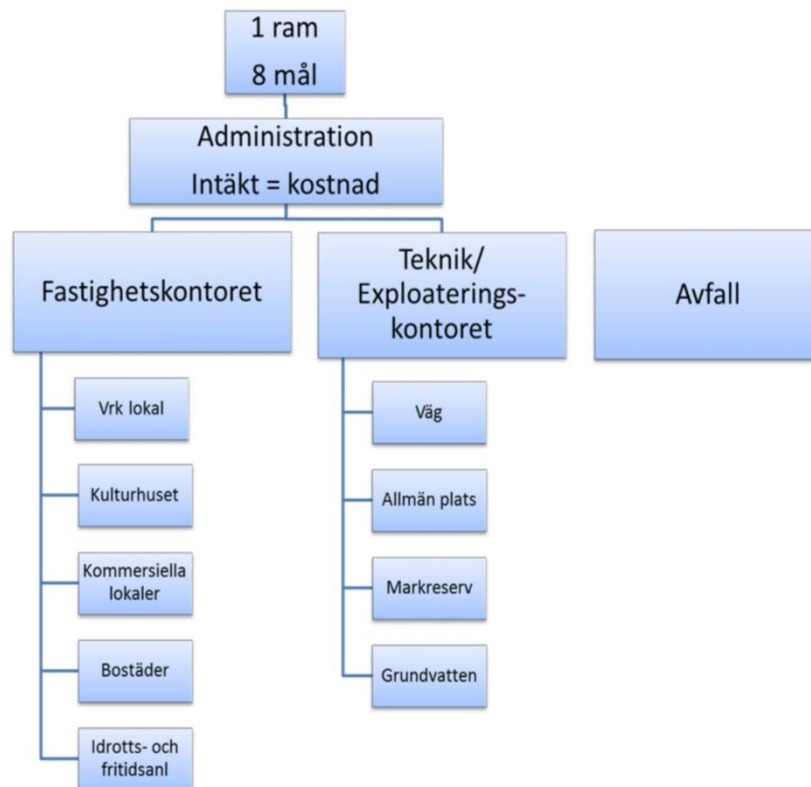 1 ram
8 mål
Administration
Intäkt = kostnad
Fastighetskontoret
Teknik/
Exploaterings-
kontoret
Avfall
Vrk lokal
Kulturhuset
Kommersiella
lokaler
Bostäder
Idrotts- och
fritidsanl
Väg
Allmän plats
Markreserv
Grundvatten